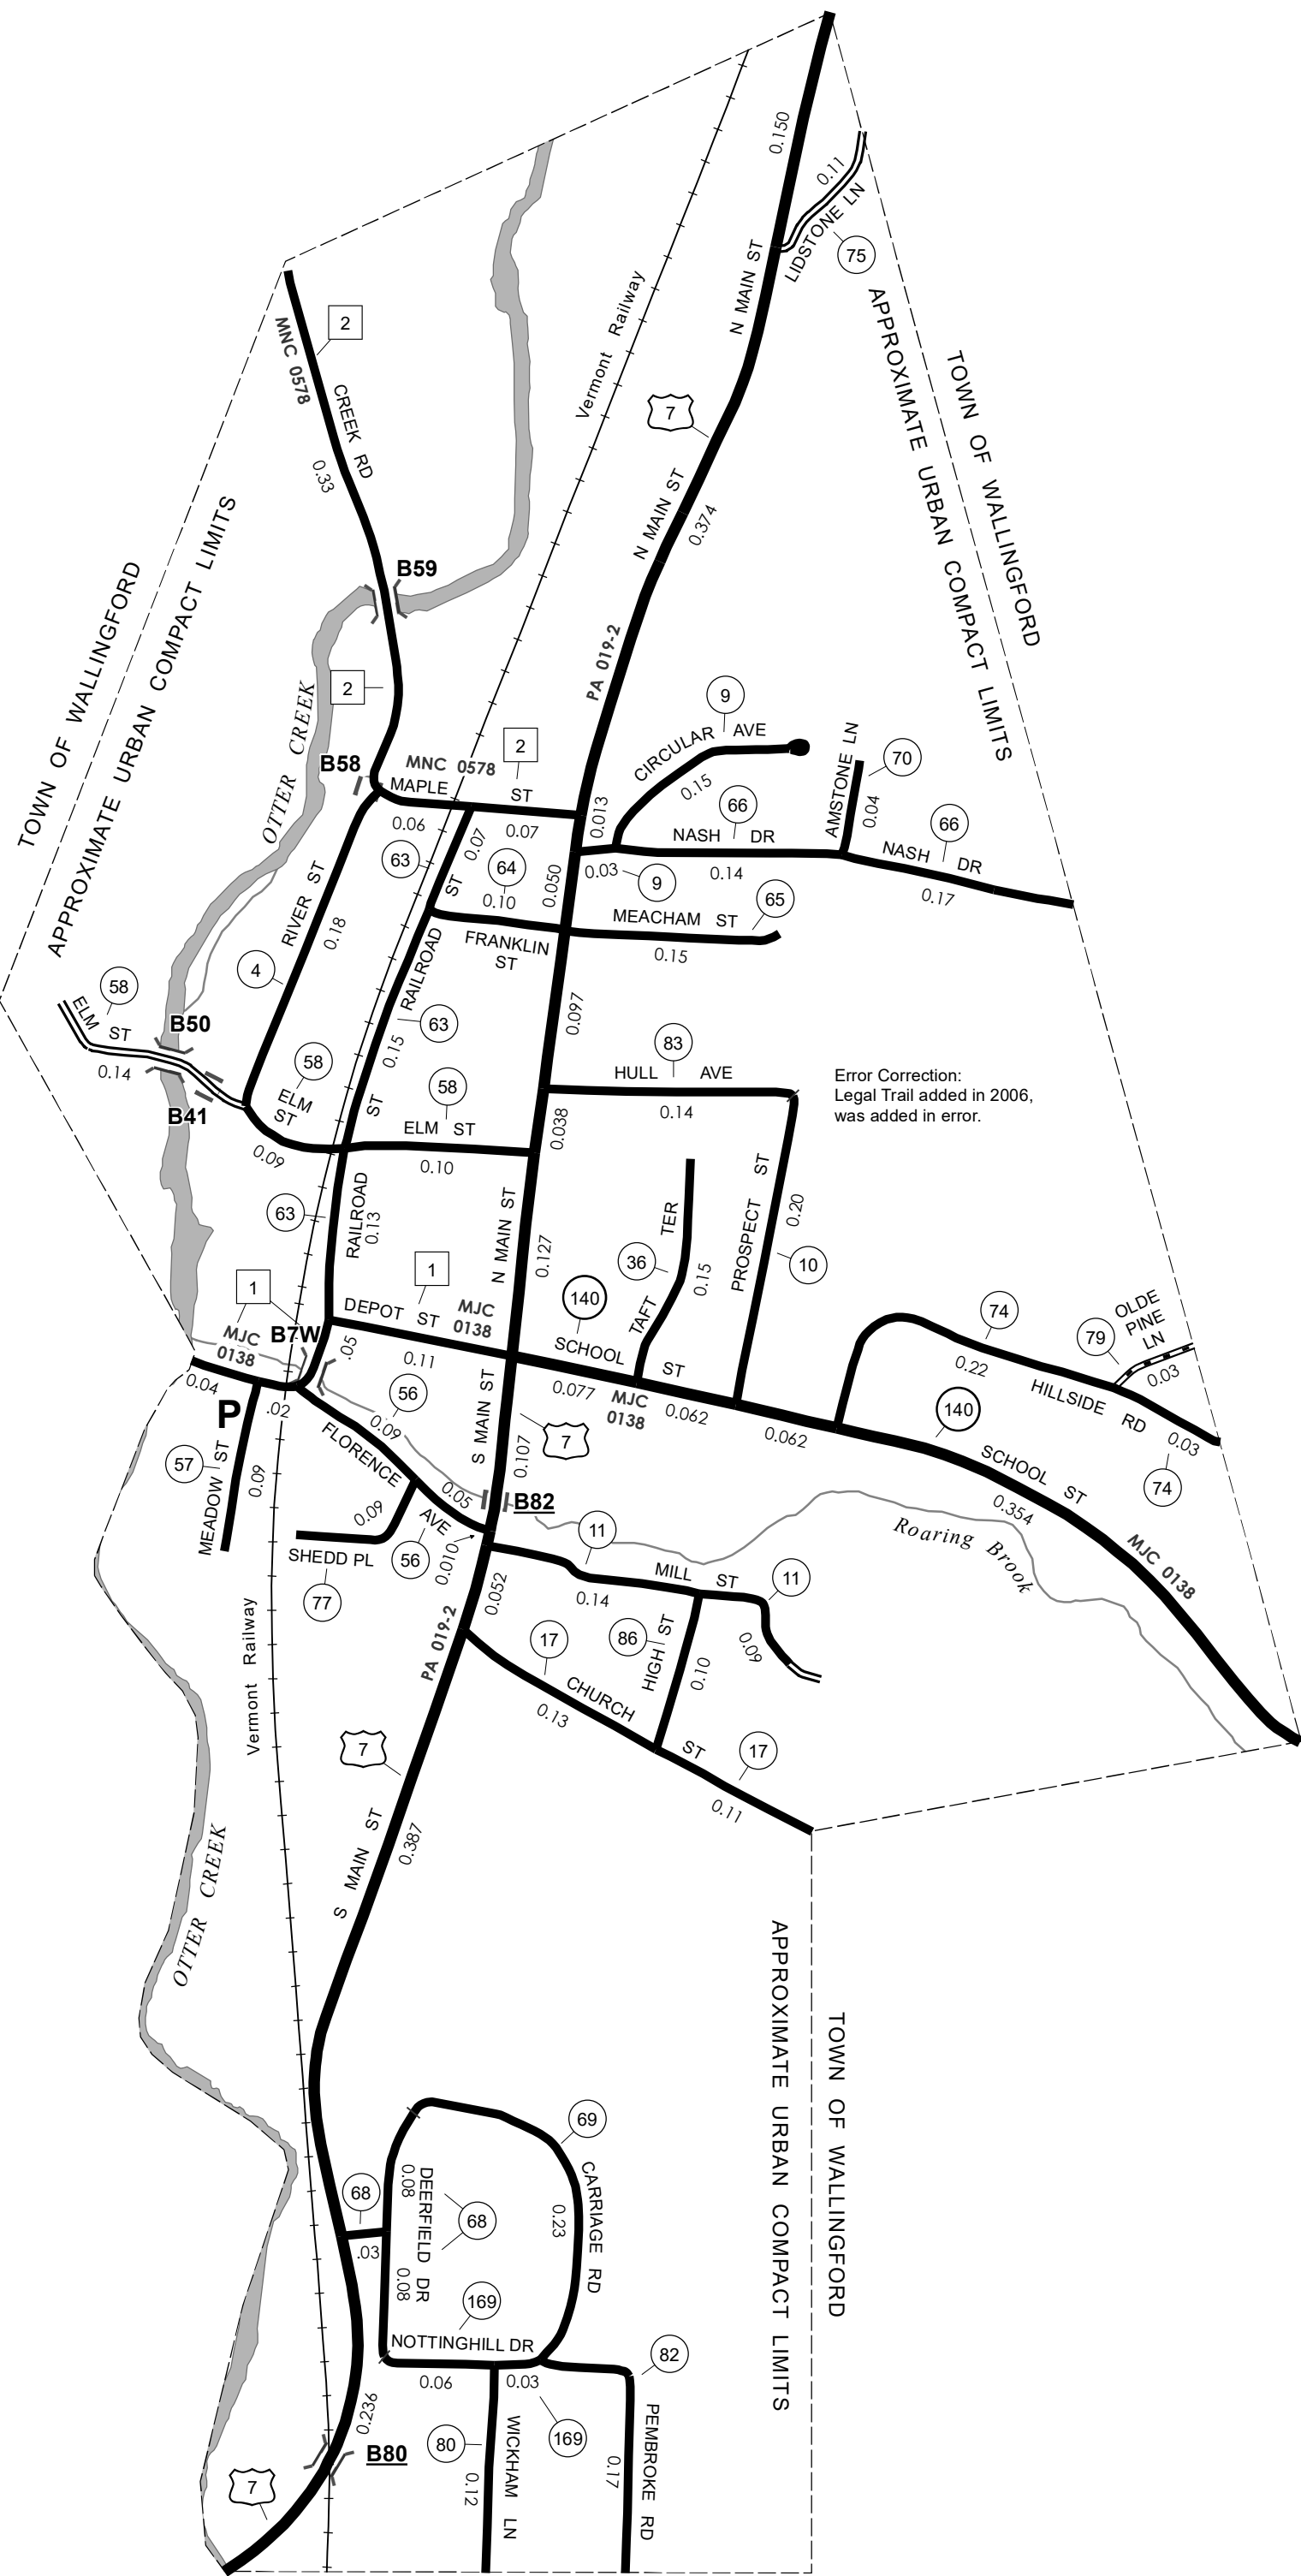 0.150
0.11
LIDSTONE LN
75
N MAIN ST
Vermont Railway
2
MNC 0578
CREEK RD
0.33
7
APPROXIMATE URBAN COMPACT LIMITS
TOWN OF WALLINGFORD
N MAIN ST
0.374
TOWN OF WALLINGFORD
APPROXIMATE URBAN COMPACT LIMITS
B59
PA 019-2
2
OTTER CREEK
9
CIRCULAR AVE
0.15
AMSTONE LN
70
0.04
B58
MNC 0578
2
MAPLE ST
0.06
0.07
0.013
66
NASH DR
66
NASH DR
0.17
63
0.07
64
0.10
0.050
0.03
9
0.14
65
MEACHAM ST
0.15
RIVER ST
0.18
4
FRANKLIN
ST
RAILROAD ST
ST
63
0.15
0.097
58
ELM ST
0.14
B50
B41
58
ELM
ST
0.09
58
ELM ST
0.10
83
HULL AVE
0.14
Error Correction:
Legal Trail added in 2006,
was added in error.
0.038
63
RAILROAD
0.13
N MAIN ST
0.127
TAFT TER
36
0.15
PROSPECT ST
0.20
10
1
MJC
0138
B7W
DEPOT ST
1
MJC
0138
.05
0.11
140
SCHOOL ST
0.077
MJC
0138
0.062
0.062
74
0.22
79
OLDE
PINE
LN
0.03
HILLSIDE RD
0.03
74
140
SCHOOL ST
0.354
MJC 0138
0.04
P
.02
57
MEADOW ST
0.09
56
0.09
FLORENCE AVE
0.05
56
S MAIN ST
7
0.107
B82
0.09
SHEDD PL
77
0.010
11
MILL ST
0.14
11
0.09
Roaring Brook
0.052
PA 019-2
86
HIGH ST
0.10
17
CHURCH ST
0.13
17
0.11
Vermont Railway
7
S MAIN ST
0.387
OTTER CREEK
APPROXIMATE URBAN COMPACT LIMITS
TOWN OF WALLINGFORD
69
CARRIAGE RD
0.23
68
.03
0.08
DEERFIELD DR
68
0.08
169
NOTTINGHILL DR
0.06
0.03
169
82
PEMBROKE RD
0.17
80
WICKHAM LN
0.12
0.236
B80
7